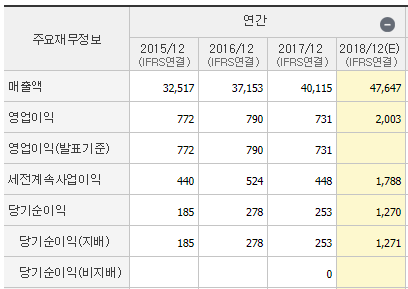 주요재무정보 연간
2015/12 2016/12 2017/12 2018/12(E)
(IFRS연결) (IFRS연결) (IFRS연결) (IFRS연결)
매출액 32,517 37,153 40,115 47,647
영업이익 772 790 731 2,003
영업이익(발표기준) 772 790 731
세전계속사업이익 440 524 448 1,788
당기순이익 185 278 253 1,270
당기순이익(지배) 185 278 253 1,271
당기순이익(비지배) 0